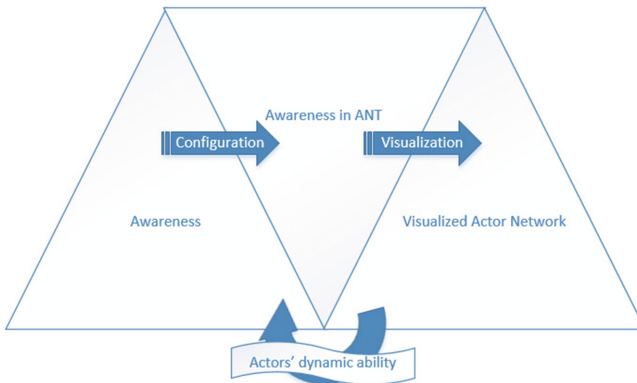 Awareness in ANT
Configuration
Visualization
Awareness
Visualized Actor Network
Actors' dynamic ability